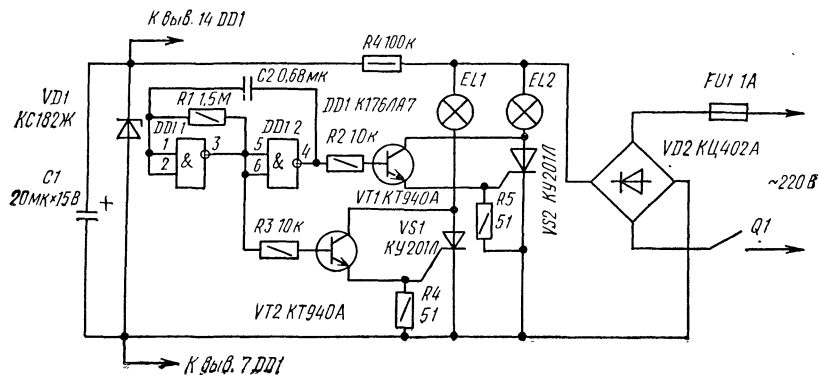 К выв. 14 DD1
R4 100к
EL1
EL2
C2 0,68 мк
FU1 1А
VD1
КС182Ж
R1 1,5М
DD1 К176ЛА7
DD1 1
DD1 2
R2 10к
VD2 КЦ402А
1
2
&
3
5
6
&
4
C1
20мк×15В
+
VT1 КТ940А
R5
51
VS2 КУ201Л
~220 В
R3 10к
VS1
КУ201Л
Q1
VT2 КТ940А
R4
51
К выв. 7 DD1